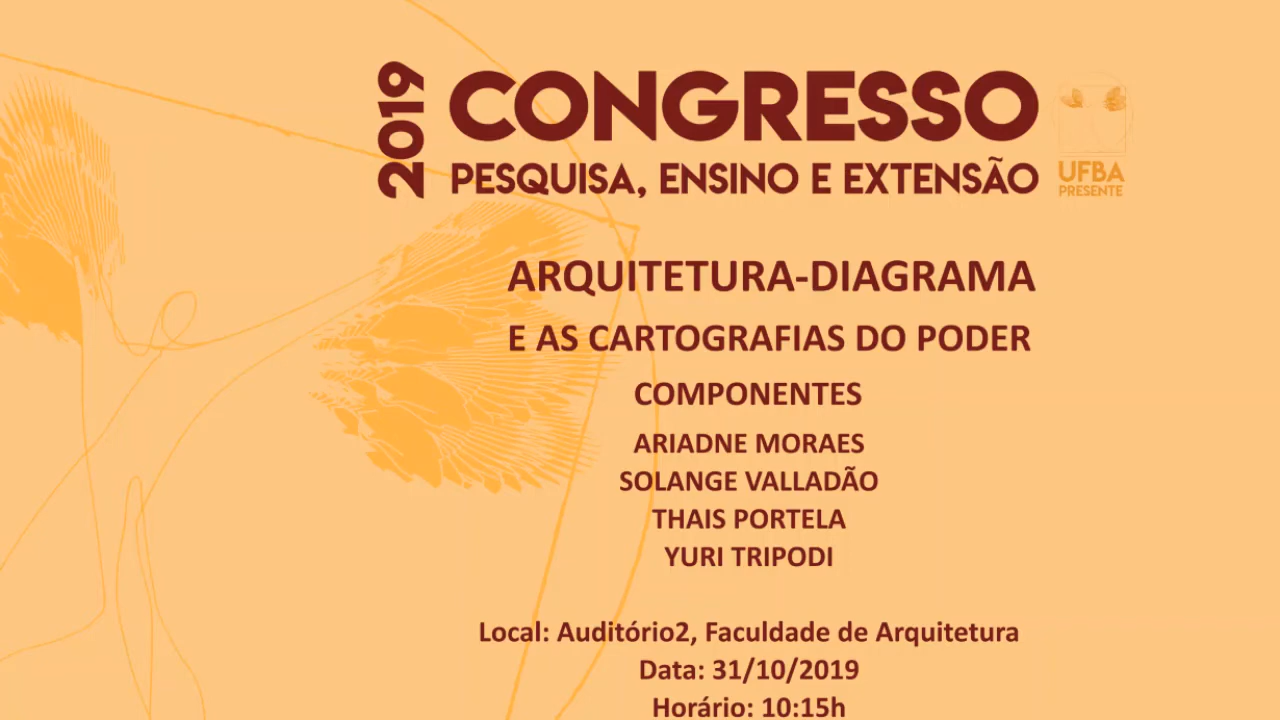 2019
CONGRESSO
PESQUISA, ENSINO E EXTENSÃO
UFBA
PRESENTE
ARQUITETURA-DIAGRAMA
E AS CARTOGRAFIAS DO PODER
COMPONENTES
ARIADNE MORAES
SOLANGE VALLADÃO
THAIS PORTELA
YURI TRIPODI
Local: Auditório2, Faculdade de Arquitetura
Data: 31/10/2019
Horário: 10:15h